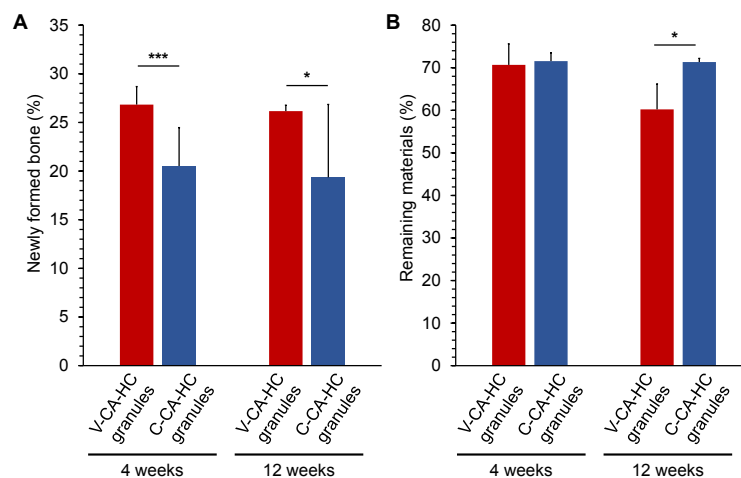 A
Newly formed bone (%)
35
30
25
20
15
10
5
0
***
*
V-CA-HC
granules
C-CA-HC
granules
V-CA-HC
granules
C-CA-HC
granules
4 weeks
12 weeks
B
Remaining materials (%)
80
70
60
50
40
30
20
10
0
*
V-CA-HC
granules
C-CA-HC
granules
V-CA-HC
granules
C-CA-HC
granules
4 weeks
12 weeks